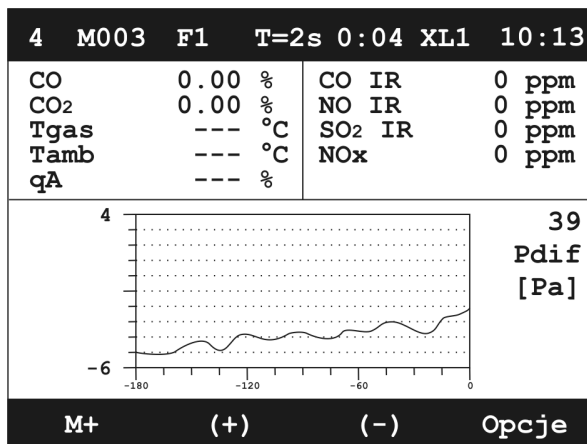 4 M003 F1 T=2s 0:04 XL1 10:13
CO 0.00 % CO IR 0 ppm
CO2 0.00 % NO IR 0 ppm
Tgas --- °C SO2 IR 0 ppm
Tamb --- °C NOx 0 ppm
qA --- %
4
39
Pdif
[Pa]
-6
-180 -120 -60 0
M+ (+) (-) Opcje